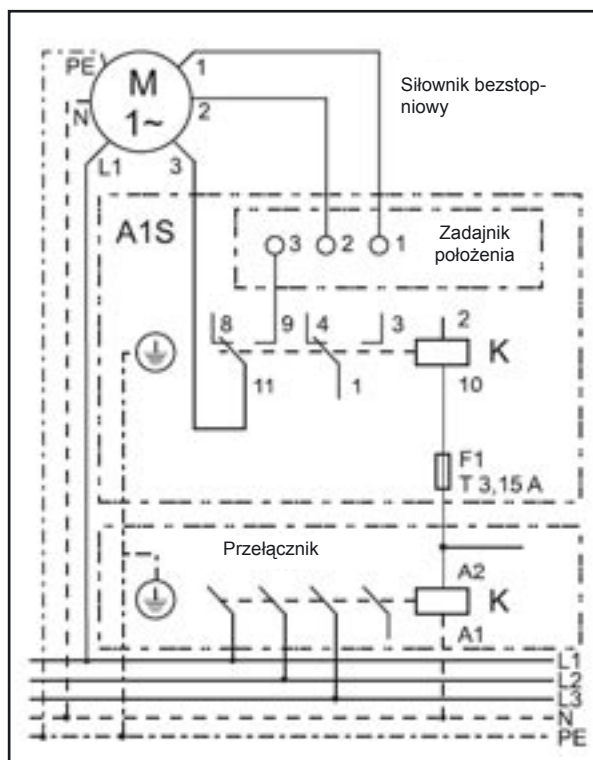 PE
1
M
1~
N
2
L1
3
Siłownik bezstop-
niowy
A1S
3
2
1
Zadajnik
położenia
8
9
4
3
2
K
11
1
10
F1
T 3,15 A
Przełącznik
A2
K
A1
L1
L2
L3
N
PE